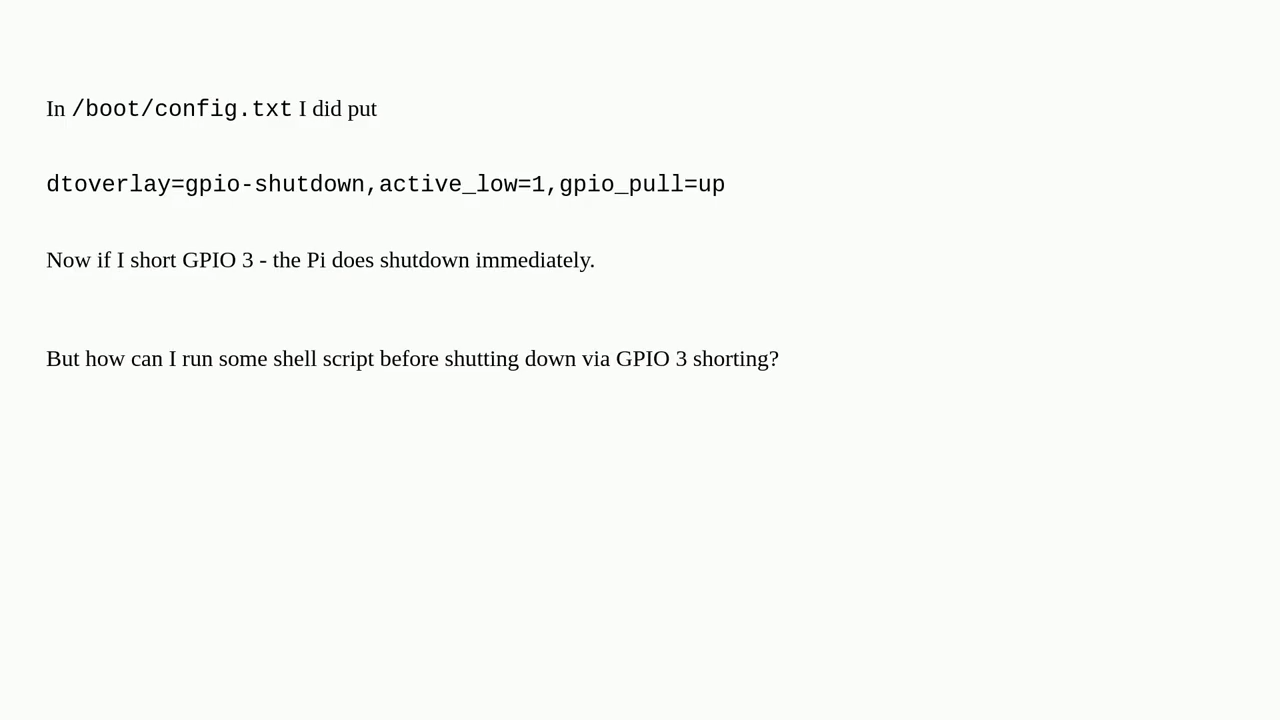 In /boot/config.txt I did put
dtoverlay=gpio-shutdown,active_low=1,gpio_pull=up
Now if I short GPIO 3 - the Pi does shutdown immediately.
But how can I run some shell script before shutting down via GPIO 3 shorting?